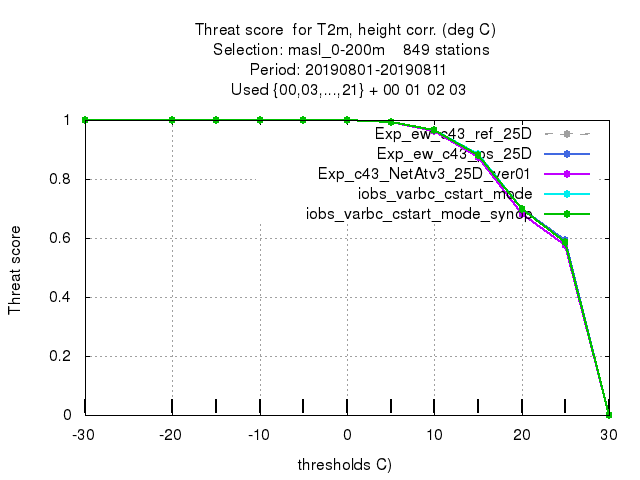 Threat score  for T2m, height corr. (deg C)
Selection: masl_0-200m    849 stations
Period: 20190801-20190811
Used {00,03,...,21} + 00 01 02 03
1
0.8
0.6
0.4
0.2
0
Threat score
Exp_ew_c43_ref_25D
Exp_ew_c43_ps_25D
Exp_c43_NetAtv3_25D_ver01
iobs_varbc_cstart_mode
iobs_varbc_cstart_mode_synop
-30 -20 -10 0 10 20 30
thresholds C)